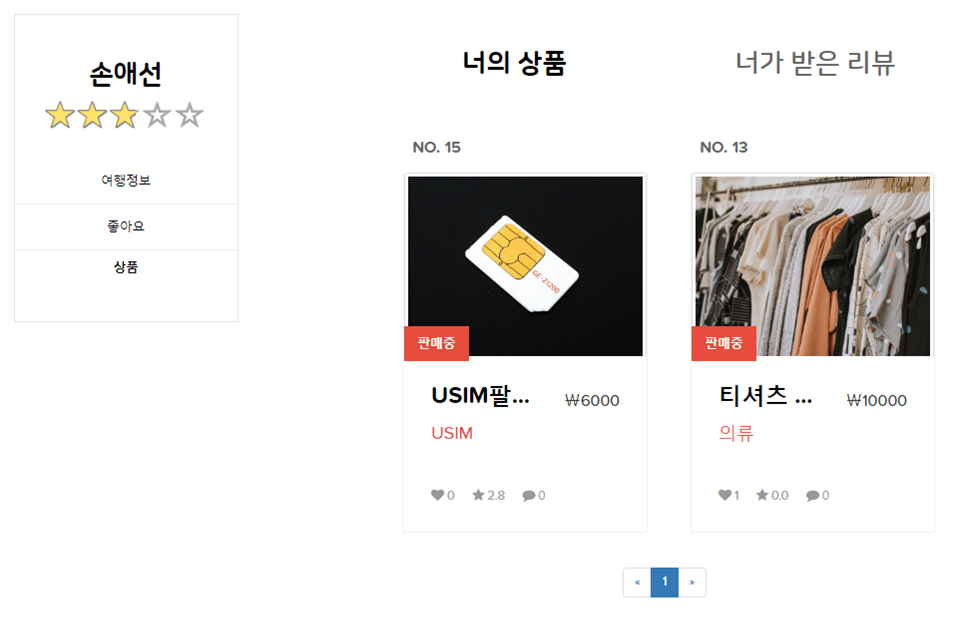 손애선
여행정보
좋아요
상품
너의 상품
너가 받은 리뷰
NO. 15
GE-Z1200
판매중
USIM팔...
₩6000
USIM
0
2.8
0
NO. 13
판매중
티셔츠 ...
₩10000
의류
1
0.0
0
« 1 »